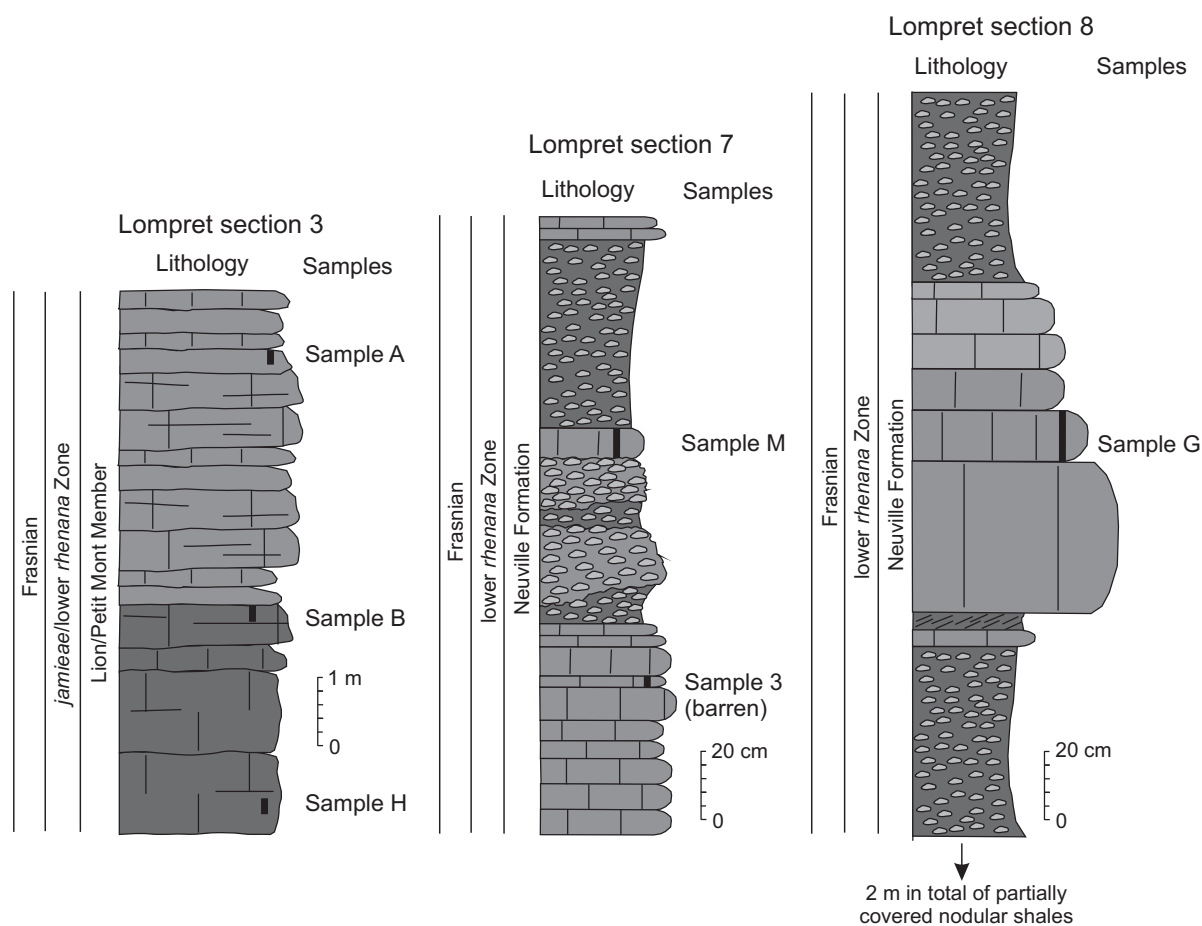 Lompret section 3
Lithology
Samples
Frasnian
jamieae/lower rhenana Zone
Lion/Petit Mont Member
Sample A
Sample B
1 m
0
Sample H
Lompret section 7
Lithology
Samples
Frasnian
lower rhenana Zone
Neuville Formation
Sample M
Sample 3
(barren)
20 cm
0
Lompret section 8
Lithology
Samples
Frasnian
lower rhenana Zone
Neuville Formation
Sample G
20 cm
0
2 m in total of partially
covered nodular shales